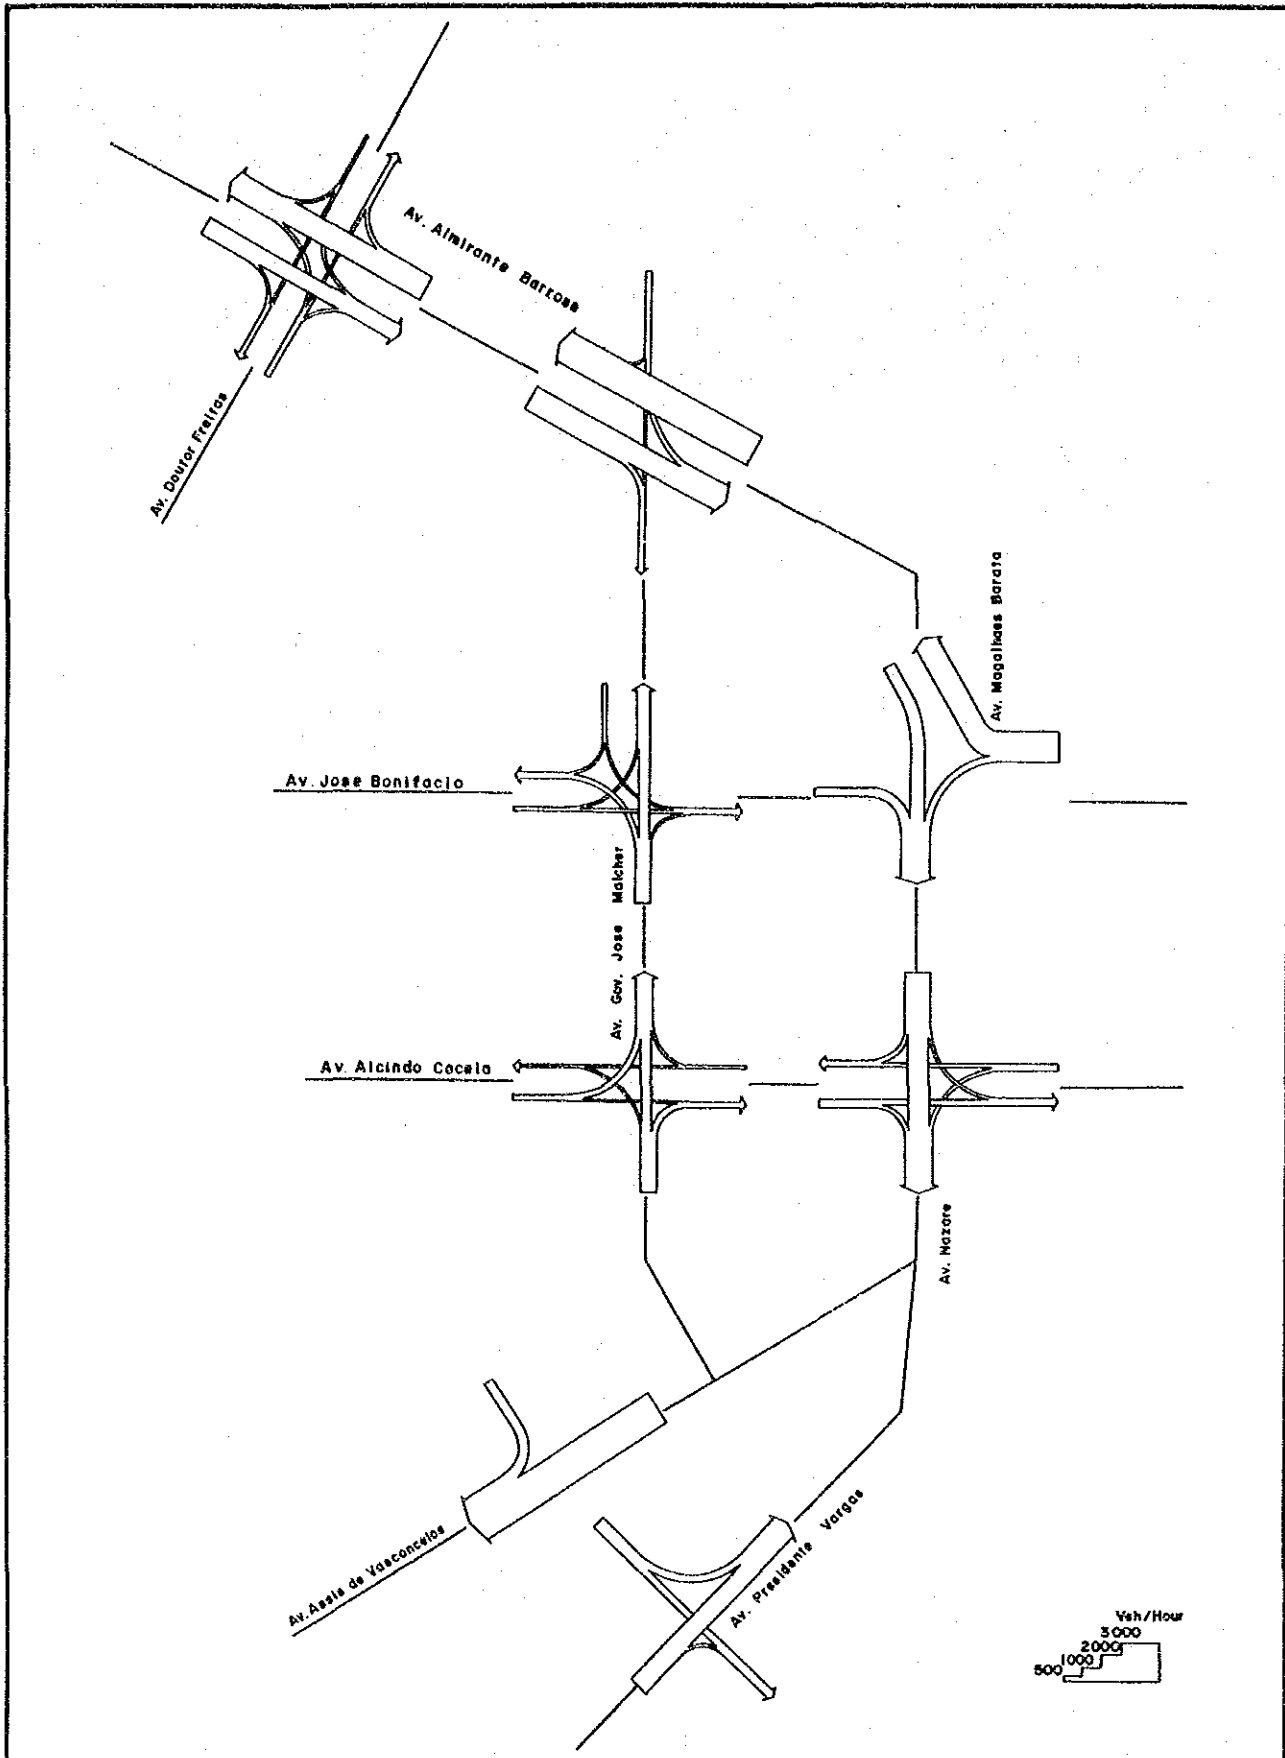 Av. Almirante Barroso
Av. Doutor Freitas
Av. Magalhaes Barata
Av. Jose Bonifacio
Av. Gov. Jose Malcher
Av. Alcindo Cacela
Av. Nazare
Av. Assis de Vasconcelos
Av. Presidente Vargas
Veh/Hour
3000
2000
1000
500